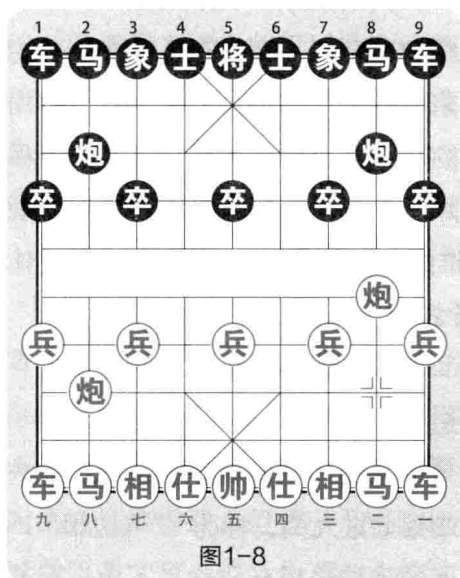 1 2 3 4 5 6 7 8 9
车 马 象 士 将 士 象 马 车
炮 炮
卒 卒 卒 卒 卒
炮
兵 兵 兵 兵 兵
炮
车 马 相 仕 帅 仕 相 马 车
九 八 七 六 五 四 三 二 一
图1-8